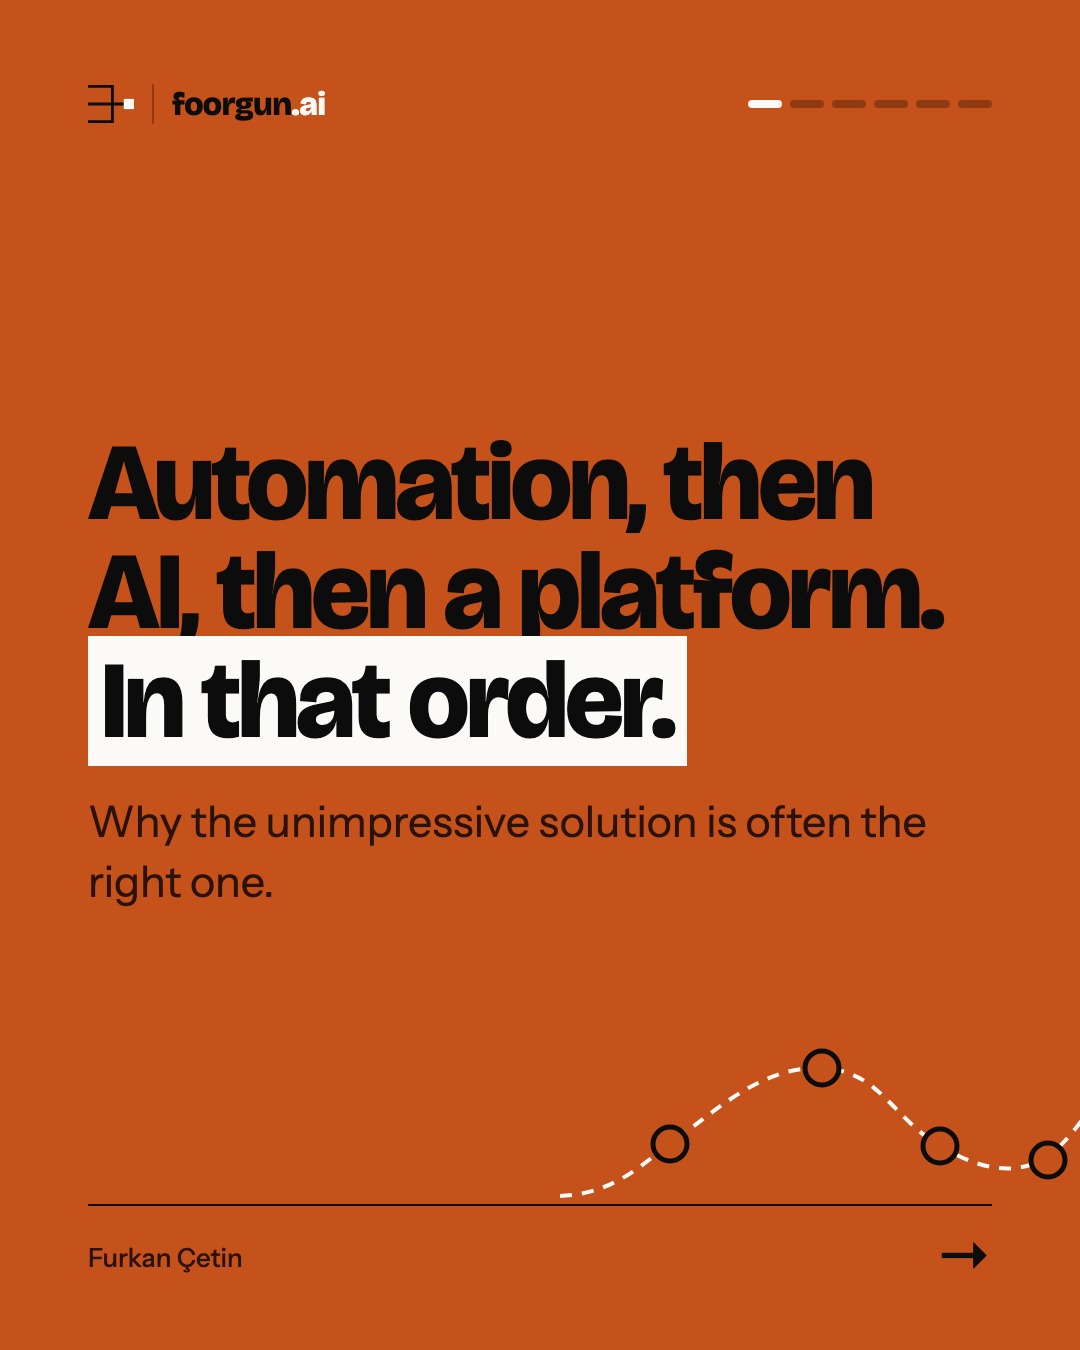 foorgun.ai
Automation, then
AI, then a platform.
In that order.
Why the unimpressive solution is often the
right one.
Furkan Çetin